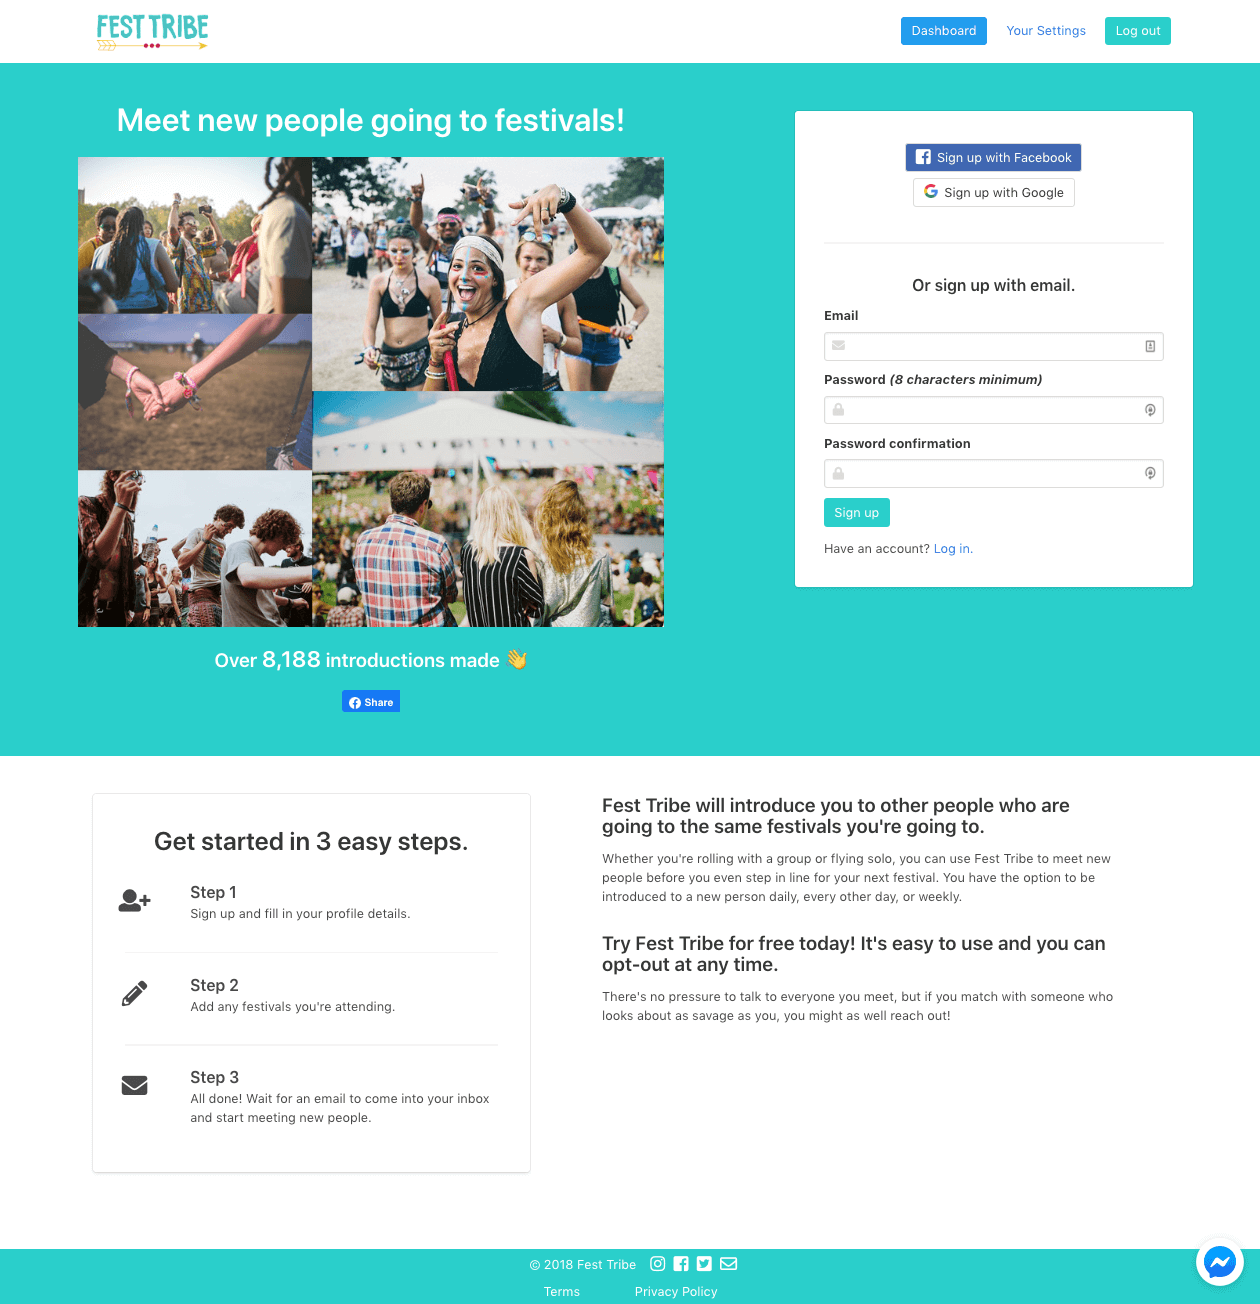 FEST TRIBE
Dashboard
Your Settings
Log out
Meet new people going to festivals!
Over 8,188 introductions made 👋
Share
Sign up with Facebook
Sign up with Google
Or sign up with email.
Email
Password (8 characters minimum)
Password confirmation
Sign up
Have an account? Log in.
Get started in 3 easy steps.
Step 1
Sign up and fill in your profile details.
Step 2
Add any festivals you're attending.
Step 3
All done! Wait for an email to come into your inbox
and start meeting new people.
Fest Tribe will introduce you to other people who are
going to the same festivals you're going to.
Whether you're rolling with a group or flying solo, you can use Fest Tribe to meet new
people before you even step in line for your next festival. You have the option to be
introduced to a new person daily, every other day, or weekly.
Try Fest Tribe for free today! It's easy to use and you can
opt-out at any time.
There's no pressure to talk to everyone you meet, but if you match with someone who
looks about as savage as you, you might as well reach out!
© 2018 Fest Tribe
Terms
Privacy Policy